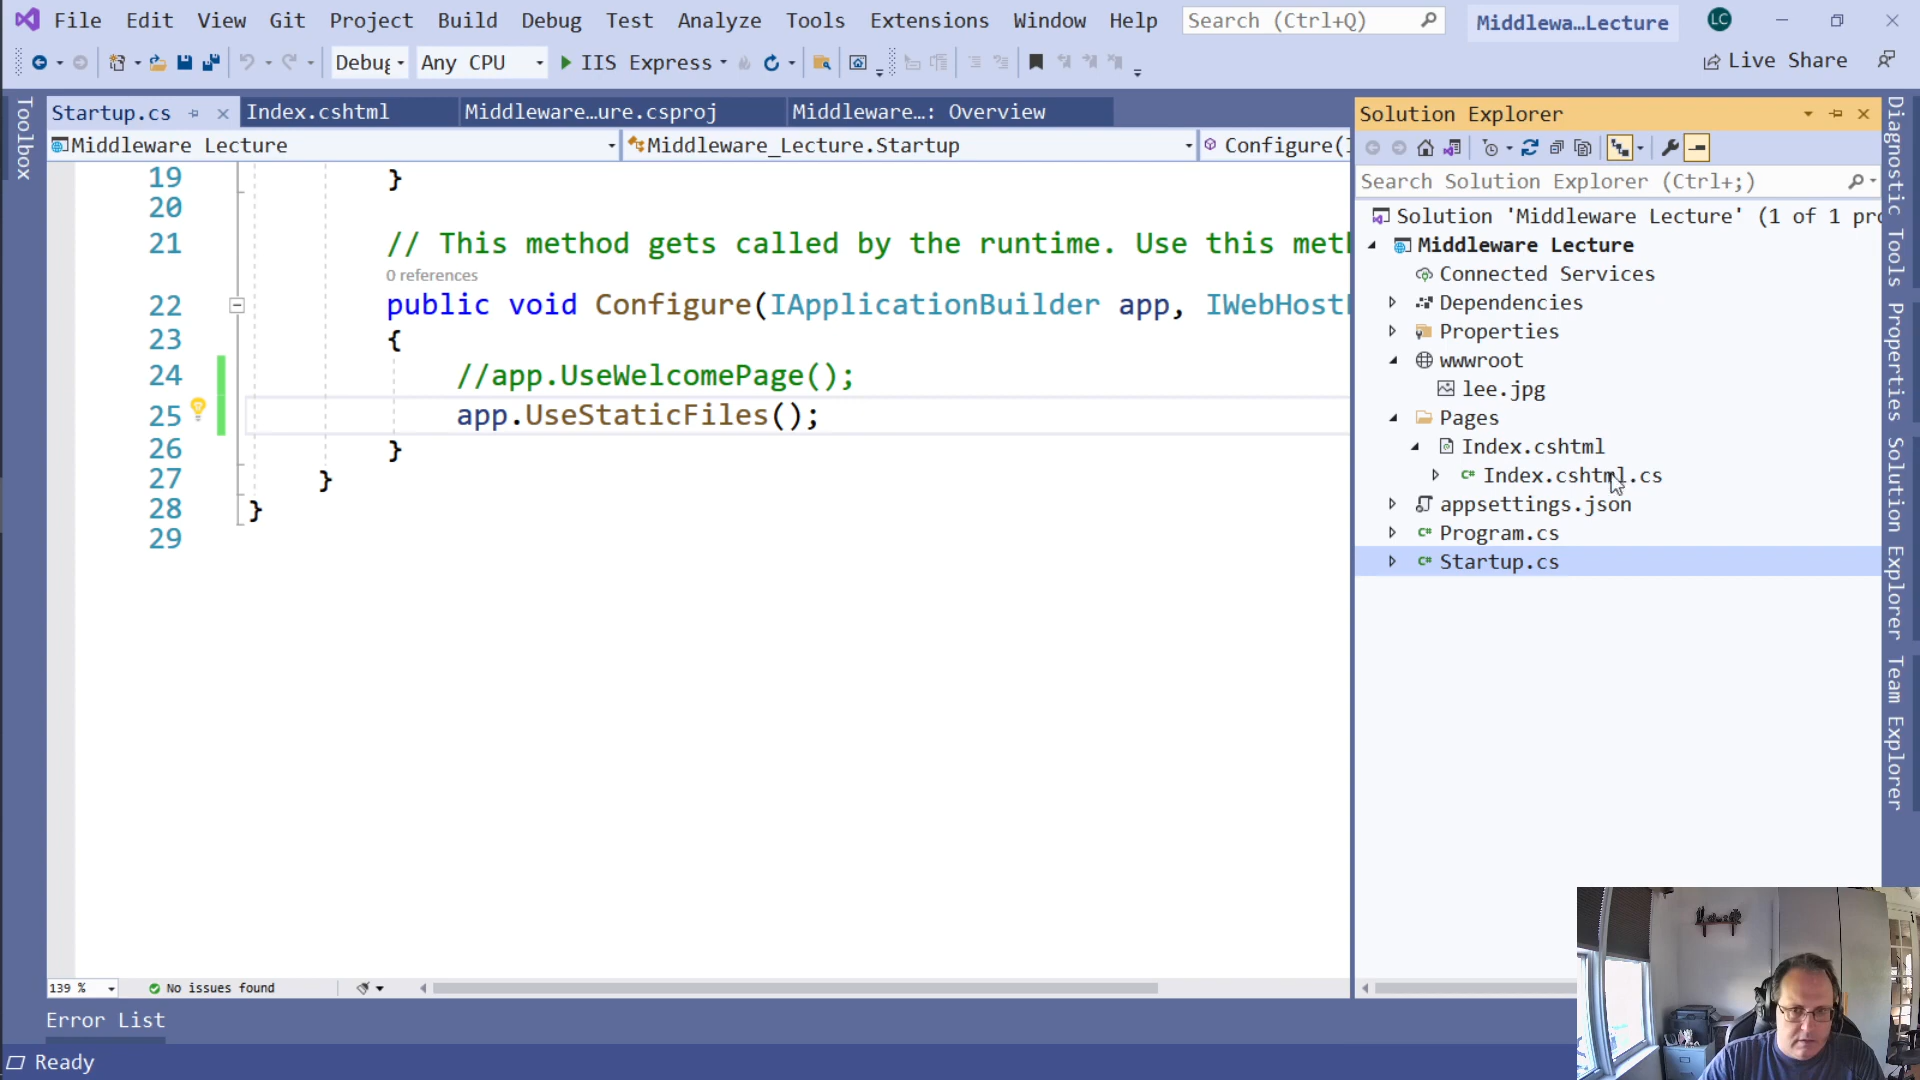 File Edit View Git Project Build Debug Test Analyze Tools Extensions Window Help Search (Ctrl+Q) Middlewa…Lecture LC
Debug Any CPU IIS Express Live Share
Toolbox
Startup.cs Index.cshtml Middleware…ure.csproj Middleware…: Overview
Middleware Lecture Middleware_Lecture.Startup Configure(I
19 }
20
21 // This method gets called by the runtime. Use this meth
0 references
22 public void Configure(IApplicationBuilder app, IWebHostE
23 {
24 //app.UseWelcomePage();
25 app.UseStaticFiles();
26 }
27 }
28 }
29
139 % No issues found
Solution Explorer
Search Solution Explorer (Ctrl+;)
Solution 'Middleware Lecture' (1 of 1 pro
Middleware Lecture
Connected Services
Dependencies
Properties
wwwroot
lee.jpg
Pages
Index.cshtml
C# Index.cshtml.cs
appsettings.json
C# Program.cs
C# Startup.cs
Diagnostic Tools
Properties
Solution Explorer
Team Explorer
Error List
Ready